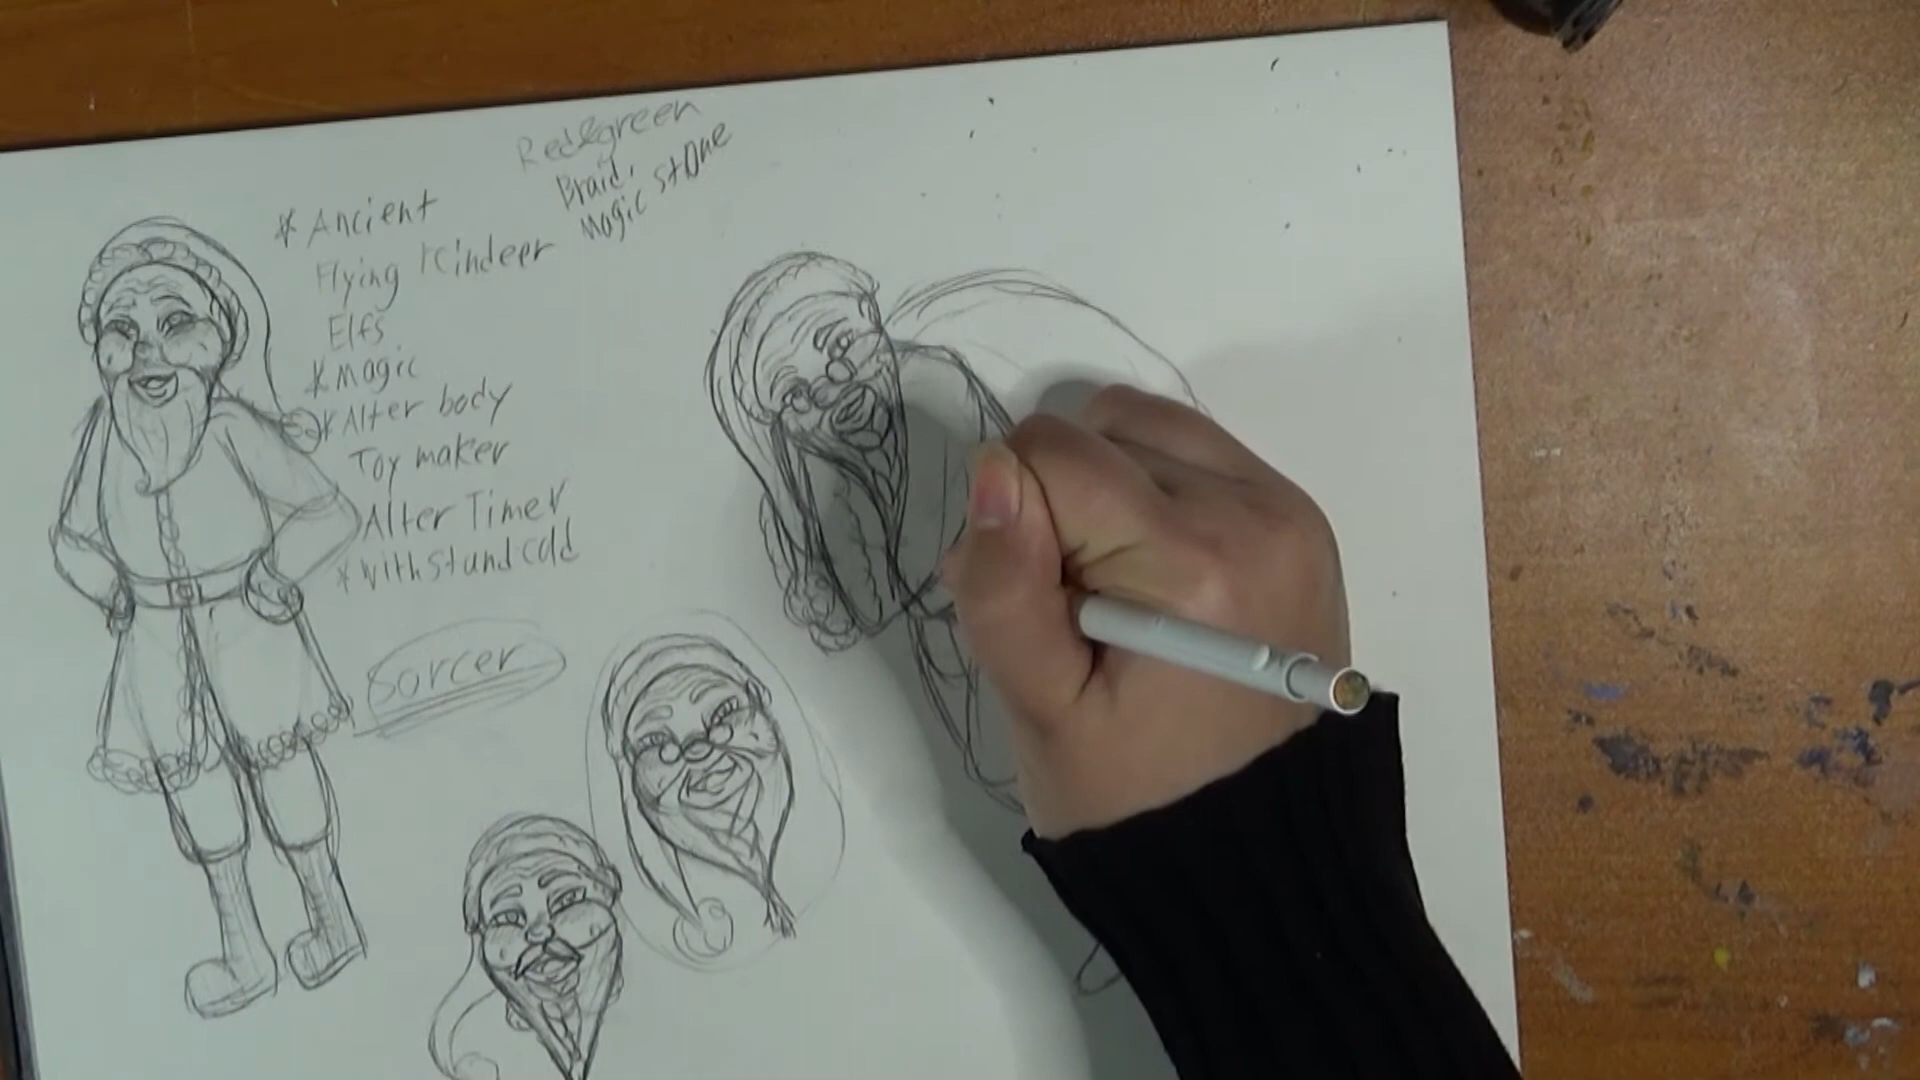 Red&green
Braid,
Magic stone
* Ancient
Flying reindeer
Elfs
* Magic
* Alter body
Toy maker
Alter Timer
* withstand cold
Sorcer